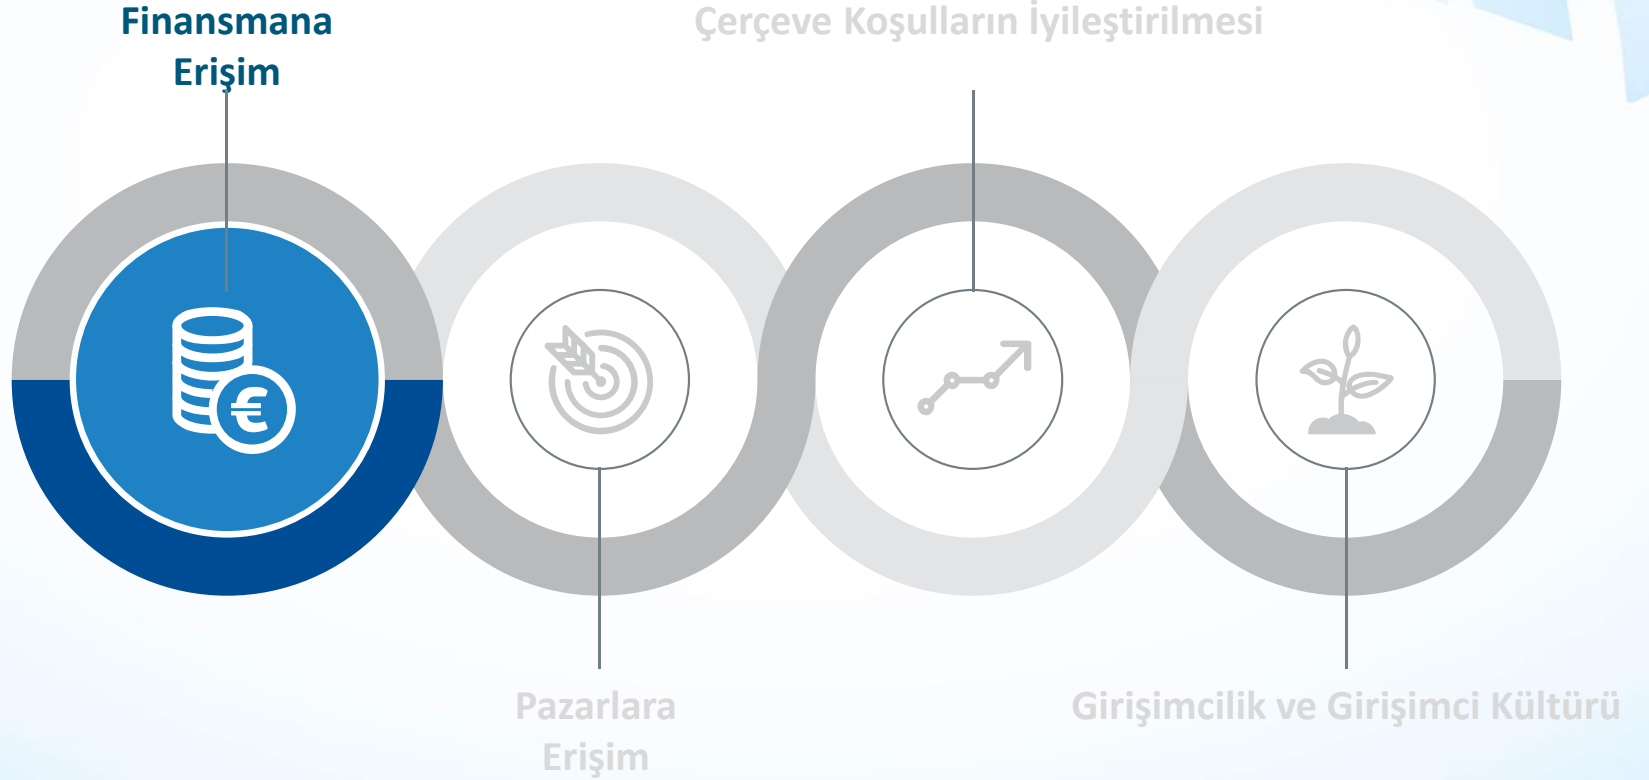 Finansmana
Erişim
Çerçeve Koşulların İyileştirilmesi
€
Pazarlara
Erişim
Girişimcilik ve Girişimci Kültürü